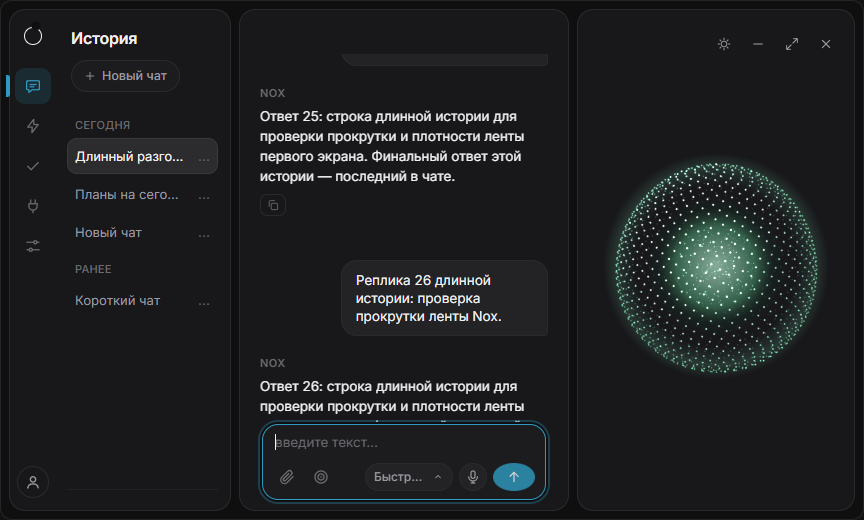 История
+ Новый чат
СЕГОДНЯ
Длинный разго... ...
Планы на сего... ...
Новый чат ...
РАНЕЕ
Короткий чат ...
NOX
Ответ 25: строка длинной истории для
проверки прокрутки и плотности ленты
первого экрана. Финальный ответ этой
истории — последний в чате.
Реплика 26 длинной
истории: проверка
прокрутки ленты Nox.
NOX
Ответ 26: строка длинной истории для
проверки прокрутки и плотности ленты
введите текст...
Быстр...